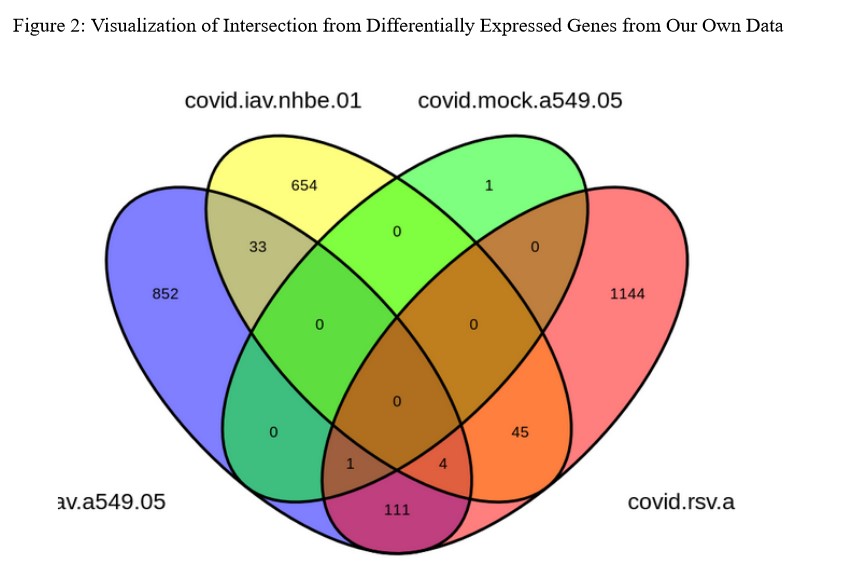 Figure 2: Visualization of Intersection from Differentially Expressed Genes from Our Own Data
covid.iav.nhbe.01 covid.mock.a549.05
654 1
33 0 0
852 1144
0 0
0
0 45
1 4
av.a549.05 covid.rsv.a
111